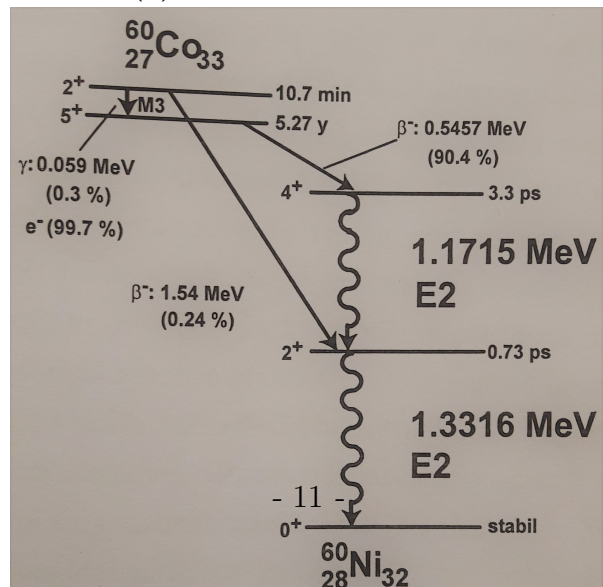 60
27Co33
2+ 10.7 min
M3
5+ 5.27 y
γ: 0.059 MeV
(0.3 %)
e- (99.7 %)
β-: 0.5457 MeV
(90.4 %)
4+ 3.3 ps
1.1715 MeV
E2
β-: 1.54 MeV
(0.24 %)
2+ 0.73 ps
1.3316 MeV
E2
- 11 -
0+ stabil
60
28Ni32